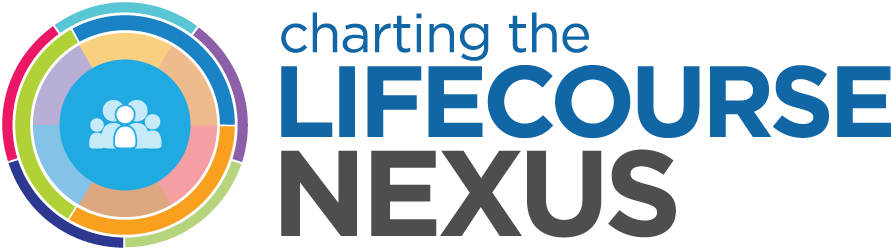 charting the
LIFECOURSE
NEXUS